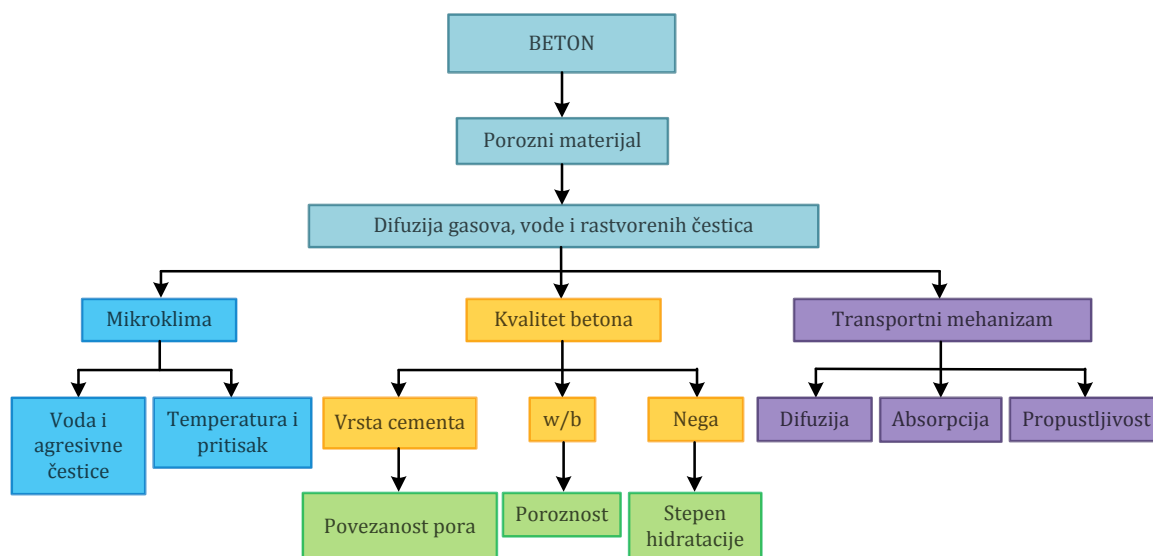 BETON
Porozni materijal
Difuzija gasova, vode i rastvorenih čestica
Mikroklima
Kvalitet betona
Transportni mehanizam
Voda i
agresivne
čestice
Temperatura i
pritisak
Vrsta cementa
w/b
Nega
Difuzija
Absorpcija
Propustljivost
Povezanost pora
Poroznost
Stepen
hidratacije